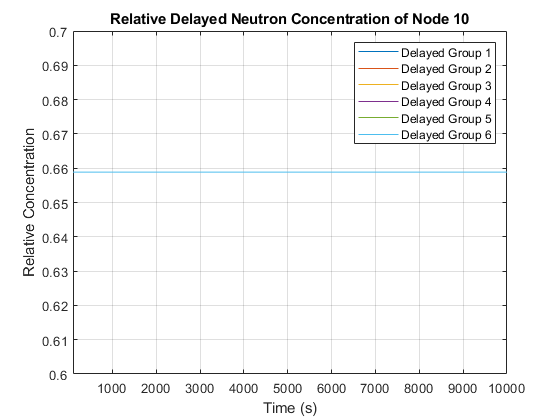 Relative Delayed Neutron Concentration of Node 10
0.7
0.69
0.68
0.67
0.66
0.65
0.64
0.63
0.62
0.61
0.6
Relative Concentration
Delayed Group 1
Delayed Group 2
Delayed Group 3
Delayed Group 4
Delayed Group 5
Delayed Group 6
1000 2000 3000 4000 5000 6000 7000 8000 9000 10000
Time (s)